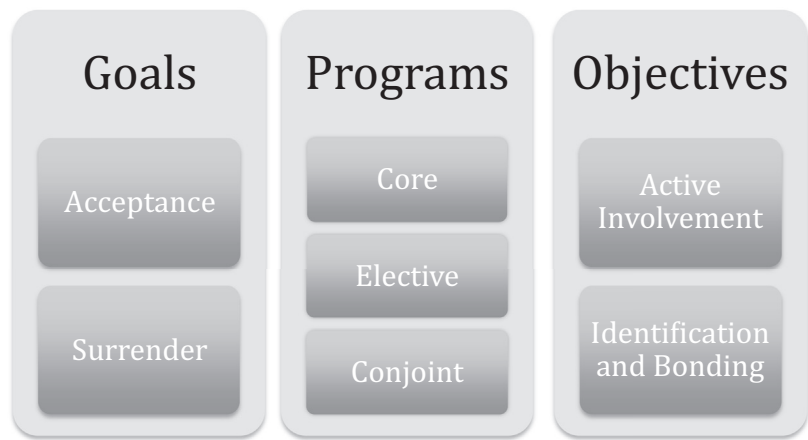 Goals
Acceptance
Surrender
Programs
Core
Elective
Conjoint
Objectives
Active
Involvement
Identification
and Bonding